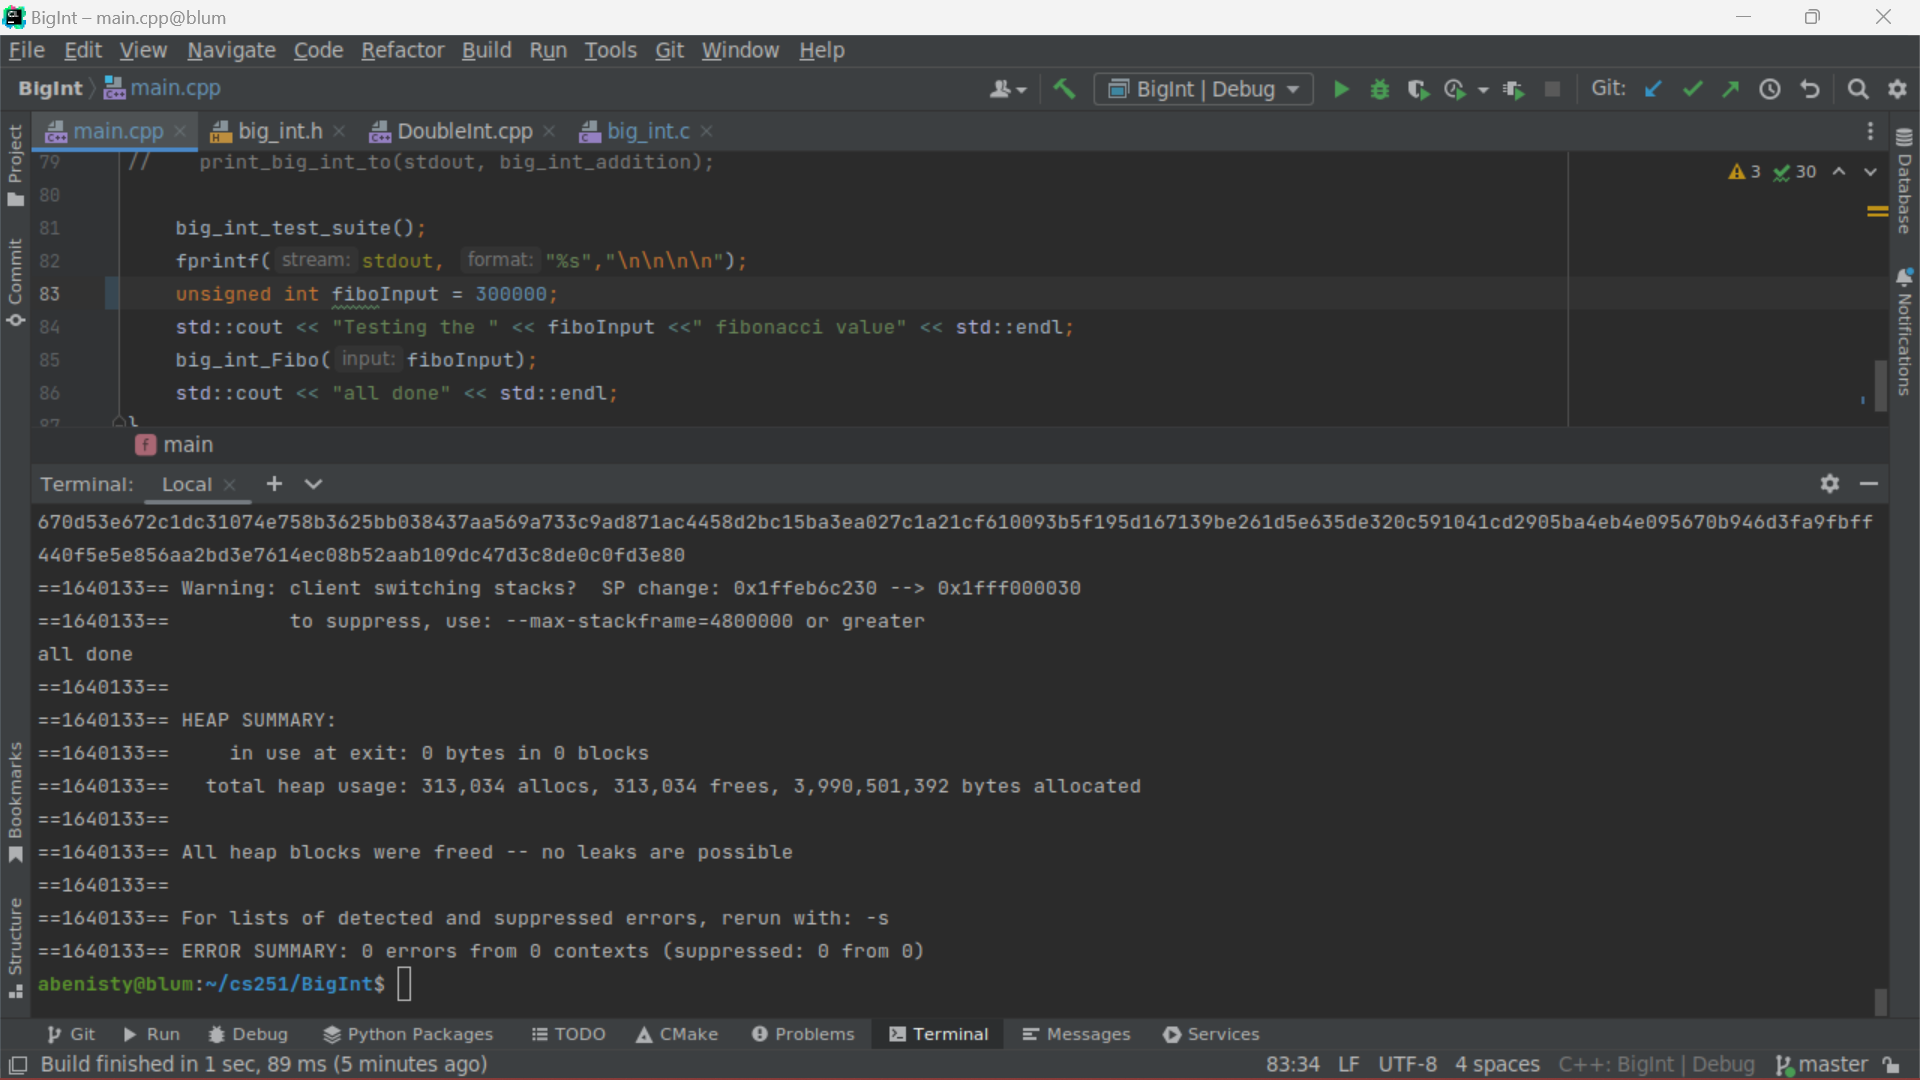 BigInt – main.cpp@blum
File Edit View Navigate Code Refactor Build Run Tools Git Window Help
BigInt main.cpp BigInt | Debug Git:
main.cpp big_int.h DoubleInt.cpp big_int.c
79 // print_big_int_to(stdout, big_int_addition);
3 30
80
81 big_int_test_suite();
82 fprintf( stream: stdout, format: "%s","\n\n\n\n");
83 unsigned int fiboInput = 300000;
84 std::cout << "Testing the " << fiboInput <<" fibonacci value" << std::endl;
85 big_int_Fibo( input: fiboInput);
86 std::cout << "all done" << std::endl;
87 }
f main
Terminal: Local
670d53e672c1dc31074e758b3625bb038437aa569a733c9ad871ac4458d2bc15ba3ea027c1a21cf610093b5f195d167139be261d5e635de320c591041cd2905ba4eb4e095670b946d3fa9fbff
440f5e5e856aa2bd3e7614ec08b52aab109dc47d3c8de0c0fd3e80
==1640133== Warning: client switching stacks?  SP change: 0x1ffeb6c230 --> 0x1fff000030
==1640133==          to suppress, use: --max-stackframe=4800000 or greater
all done
==1640133==
==1640133== HEAP SUMMARY:
==1640133==     in use at exit: 0 bytes in 0 blocks
==1640133==   total heap usage: 313,034 allocs, 313,034 frees, 3,990,501,392 bytes allocated
==1640133==
==1640133== All heap blocks were freed -- no leaks are possible
==1640133==
==1640133== For lists of detected and suppressed errors, rerun with: -s
==1640133== ERROR SUMMARY: 0 errors from 0 contexts (suppressed: 0 from 0)
abenisty@blum:~/cs251/BigInt$
Project
Commit
Bookmarks
Structure
Database
Notifications
Git Run Debug Python Packages TODO CMake Problems Terminal Messages Services
Build finished in 1 sec, 89 ms (5 minutes ago) 83:34 LF UTF-8 4 spaces C++: BigInt | Debug master